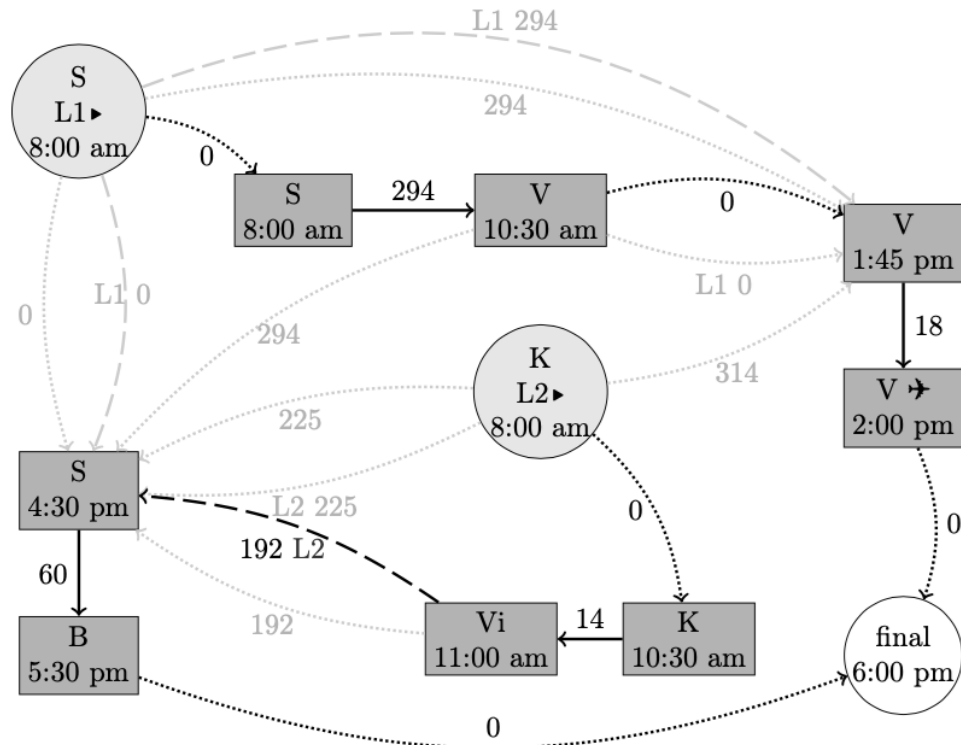 L1 294
S
L1▸
8:00 am
294
0
S
8:00 am
294
V
10:30 am
0
V
1:45 pm
L1 0
0
L1 0
294
K
L2▸
8:00 am
314
18
V ✈
2:00 pm
225
S
4:30 pm
L2 225
192 L2
0
0
60
192
B
5:30 pm
Vi
11:00 am
14
K
10:30 am
final
6:00 pm
0